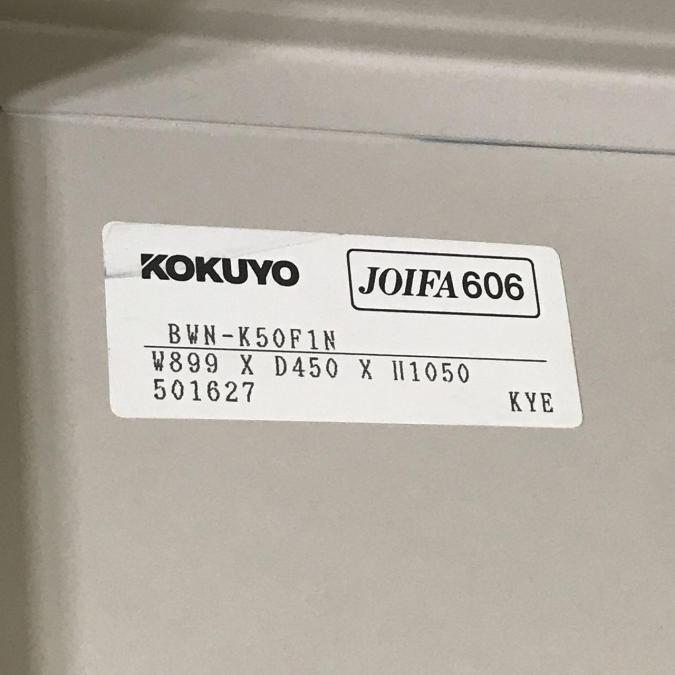 KOKUYO JOIFA606
BWN-K50F1N
W899 X D450 X H1050
501627 KYE